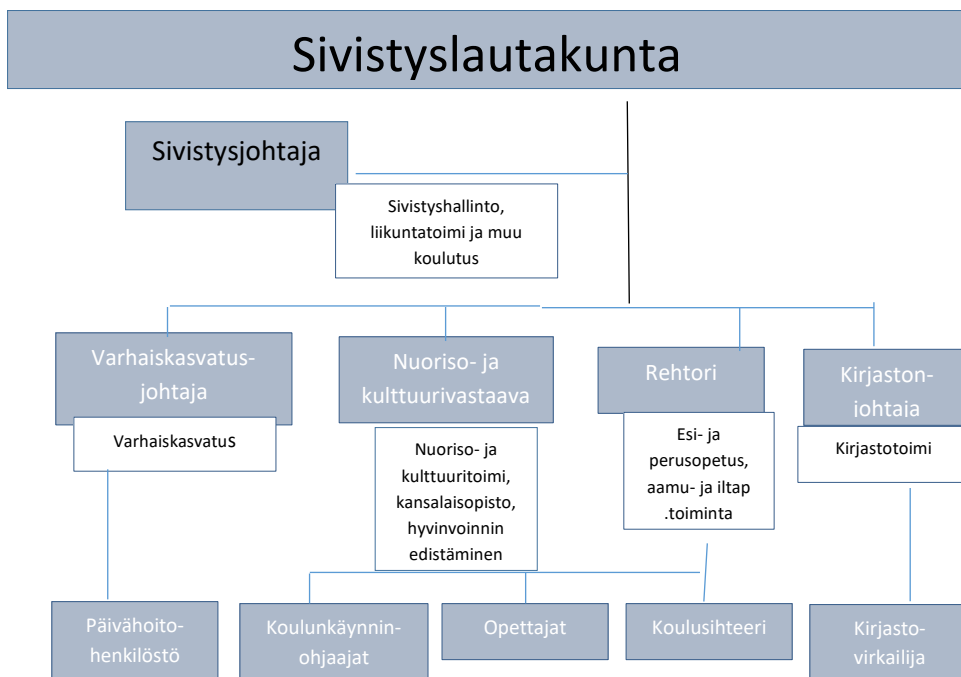 Sivistyslautakunta
Sivistysjohtaja
Sivistyshallinto,
liikuntatoimi ja muu
koulutus
Varhaiskasvatus-
johtaja
Varhaiskasvatus
Nuoriso- ja
kulttuurivastaava
Nuoriso- ja
kulttuuritoimi,
kansalaisopisto,
hyvinvoinnin
edistäminen
Rehtori
Esi- ja
perusopetus,
aamu- ja iltap
.toiminta
Kirjaston-
johtaja
Kirjastotoimi
Päivähoito-
henkilöstö
Koulunkäynnin-
ohjaajat
Opettajat
Koulusihteeri
Kirjasto-
virkailija